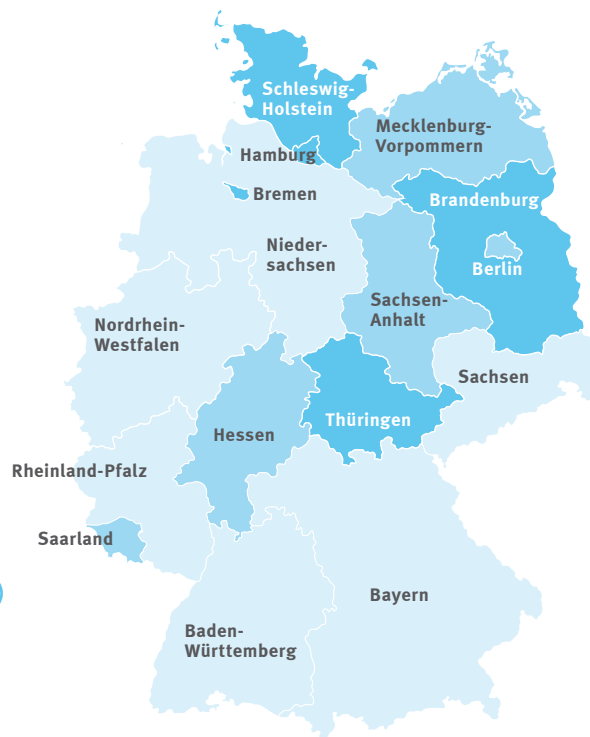 Schleswig-
Holstein
Mecklenburg-
Vorpommern
Hamburg
Bremen
Brandenburg
Nieder-
sachsen
Berlin
Sachsen-
Anhalt
Nordrhein-
Westfalen
Sachsen
Thüringen
Hessen
Rheinland-Pfalz
Saarland
Bayern
Baden-
Württemberg